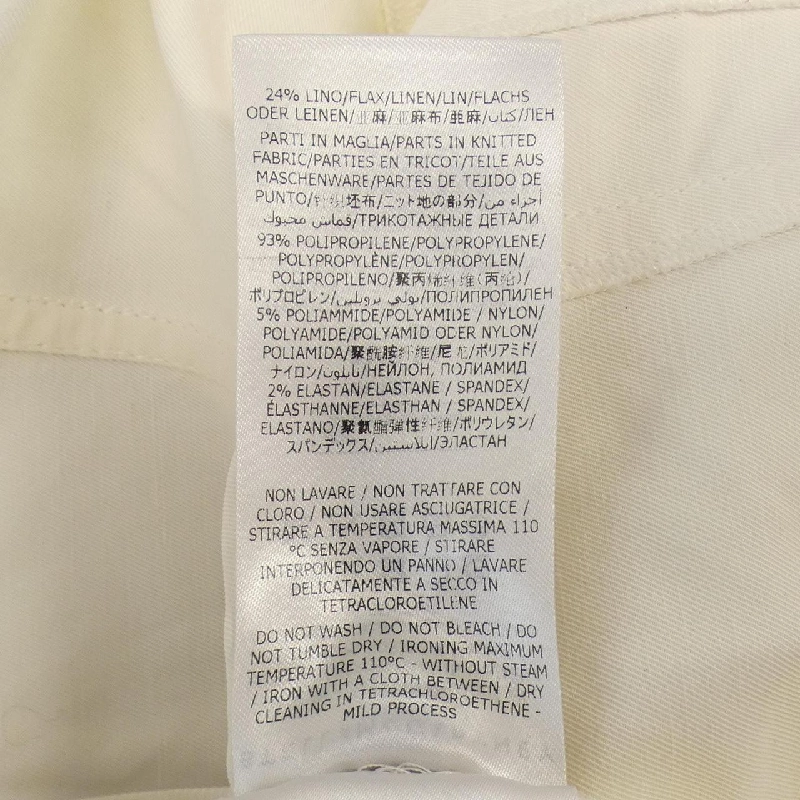 24% LINO/FLAX/LINEN/LIN/FLACHS
ODER LEINEN/亚麻/亞麻布/亜麻/كتان/ЛЕН
PARTI IN MAGLIA/PARTS IN KNITTED
FABRIC/PARTIES EN TRICOT/TEILE AUS
MASCHENWARE/PARTES DE TEJIDO DE
PUNTO/针织坯布/ニット地の部分/أجزاء من
قماش محبوك/ТРИКОТАЖНЫЕ ДЕТАЛИ
93% POLIPROPILENE/POLYPROPYLENE/
POLYPROPYLÈNE/POLYPROPYLEN/
POLIPROPILENO/聚丙烯纤维(丙纶)/
ポリプロピレン/بولي بروبلين/ПОЛИПРОПИЛЕН
5% POLIAMMIDE/POLYAMIDE / NYLON/
POLYAMIDE/POLYAMID ODER NYLON/
POLIAMIDA/聚酰胺纤维/尼龙/ポリアミド/
ナイロン/نايلون/НЕЙЛОН, ПОЛИАМИД
2% ELASTAN/ELASTANE / SPANDEX/
ÉLASTHANNE/ELASTHAN / SPANDEX/
ELASTANO/聚氨酯弹性纤维/ポリウレタン/
スパンデックス/إيلاستين/ЭЛАСТАН
NON LAVARE / NON TRATTARE CON
CLORO / NON USARE ASCIUGATRICE /
STIRARE A TEMPERATURA MASSIMA 110
°C SENZA VAPORE / STIRARE
INTERPONENDO UN PANNO / LAVARE
DELICATAMENTE A SECCO IN
TETRACLOROETILENE
DO NOT WASH / DO NOT BLEACH / DO
NOT TUMBLE DRY / IRONING MAXIMUM
TEMPERATURE 110°C - WITHOUT STEAM
/ IRON WITH A CLOTH BETWEEN / DRY
CLEANING IN TETRACHLOROETHENE -
MILD PROCESS